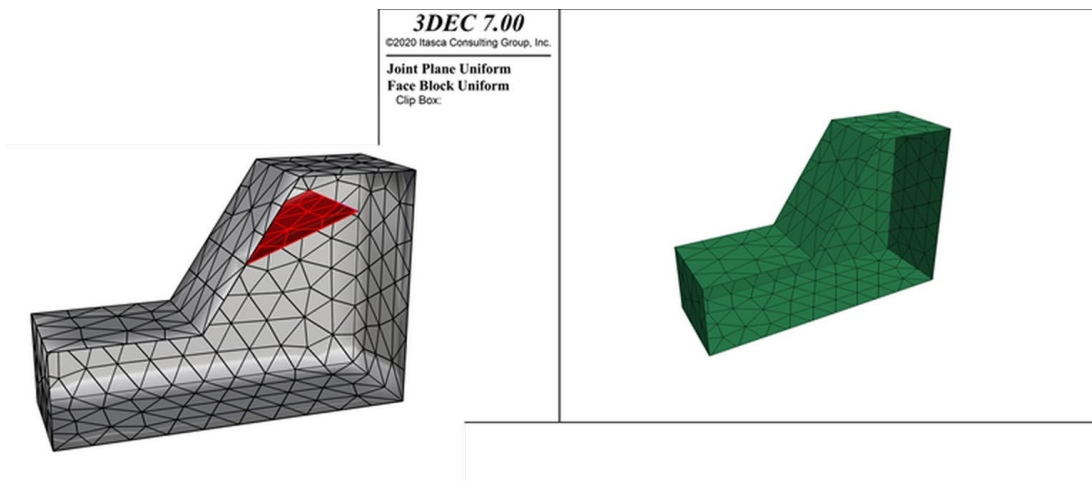 3DEC 7.00
©2020 Itasca Consulting Group, Inc.
Joint Plane Uniform
Face Block Uniform
Clip Box: